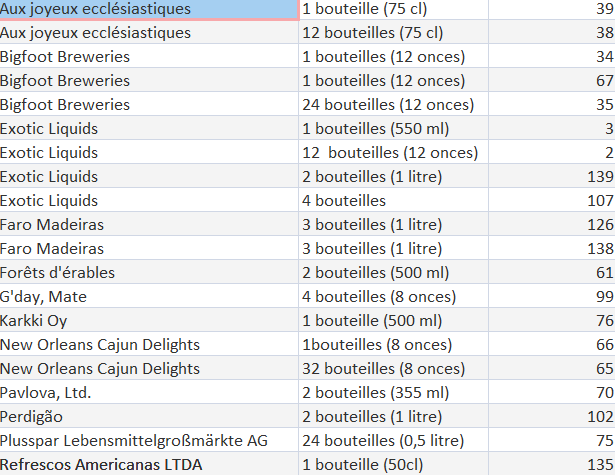 Aux joyeux ecclésiastiques 1 bouteille (75 cl) 39
Aux joyeux ecclésiastiques 12 bouteilles (75 cl) 38
Bigfoot Breweries 1 bouteilles (12 onces) 34
Bigfoot Breweries 1 bouteilles (12 onces) 67
Bigfoot Breweries 24 bouteilles (12 onces) 35
Exotic Liquids 1 bouteilles (550 ml) 3
Exotic Liquids 12  bouteilles (12 onces) 2
Exotic Liquids 2 bouteilles (1 litre) 139
Exotic Liquids 4 bouteilles 107
Faro Madeiras 3 bouteilles (1 litre) 126
Faro Madeiras 3 bouteilles (1 litre) 138
Forêts d'érables 2 bouteilles (500 ml) 61
G'day, Mate 4 bouteilles (8 onces) 99
Karkki Oy 1 bouteille (500 ml) 76
New Orleans Cajun Delights 1bouteilles (8 onces) 66
New Orleans Cajun Delights 32 bouteilles (8 onces) 65
Pavlova, Ltd. 2 bouteilles (355 ml) 70
Perdigão 2 bouteilles (1 litre) 102
Plusspar Lebensmittelgroßmärkte AG 24 bouteilles (0,5 litre) 75
Refrescos Americanas LTDA 1 bouteille (50cl) 135